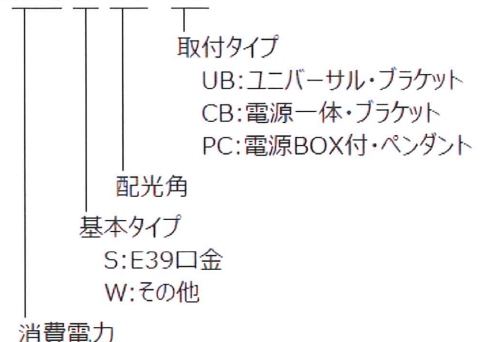 取付タイプ
UB:ユニバーサル・ブラケット
CB:電源一体・ブラケット
PC:電源BOX付・ペンダント
配光角
基本タイプ
S:E39口金
W:その他
消費電力